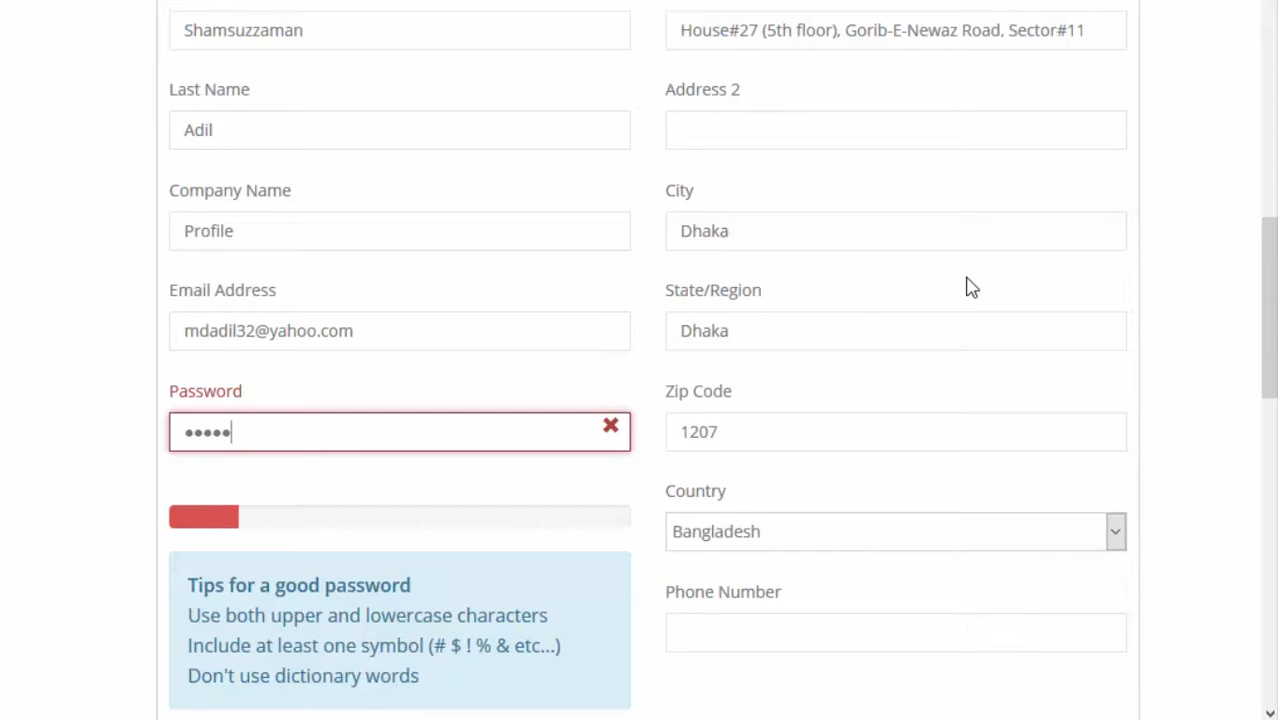 Shamsuzzaman
House#27 (5th floor), Gorib-E-Newaz Road, Sector#11
Last Name
Address 2
Adil
Company Name
City
Profile
Dhaka
Email Address
State/Region
mdadil32@yahoo.com
Dhaka
Password
Zip Code
•••••
1207
Country
Bangladesh
Tips for a good password
Phone Number
Use both upper and lowercase characters
Include at least one symbol (# $ ! % & etc...)
Don't use dictionary words